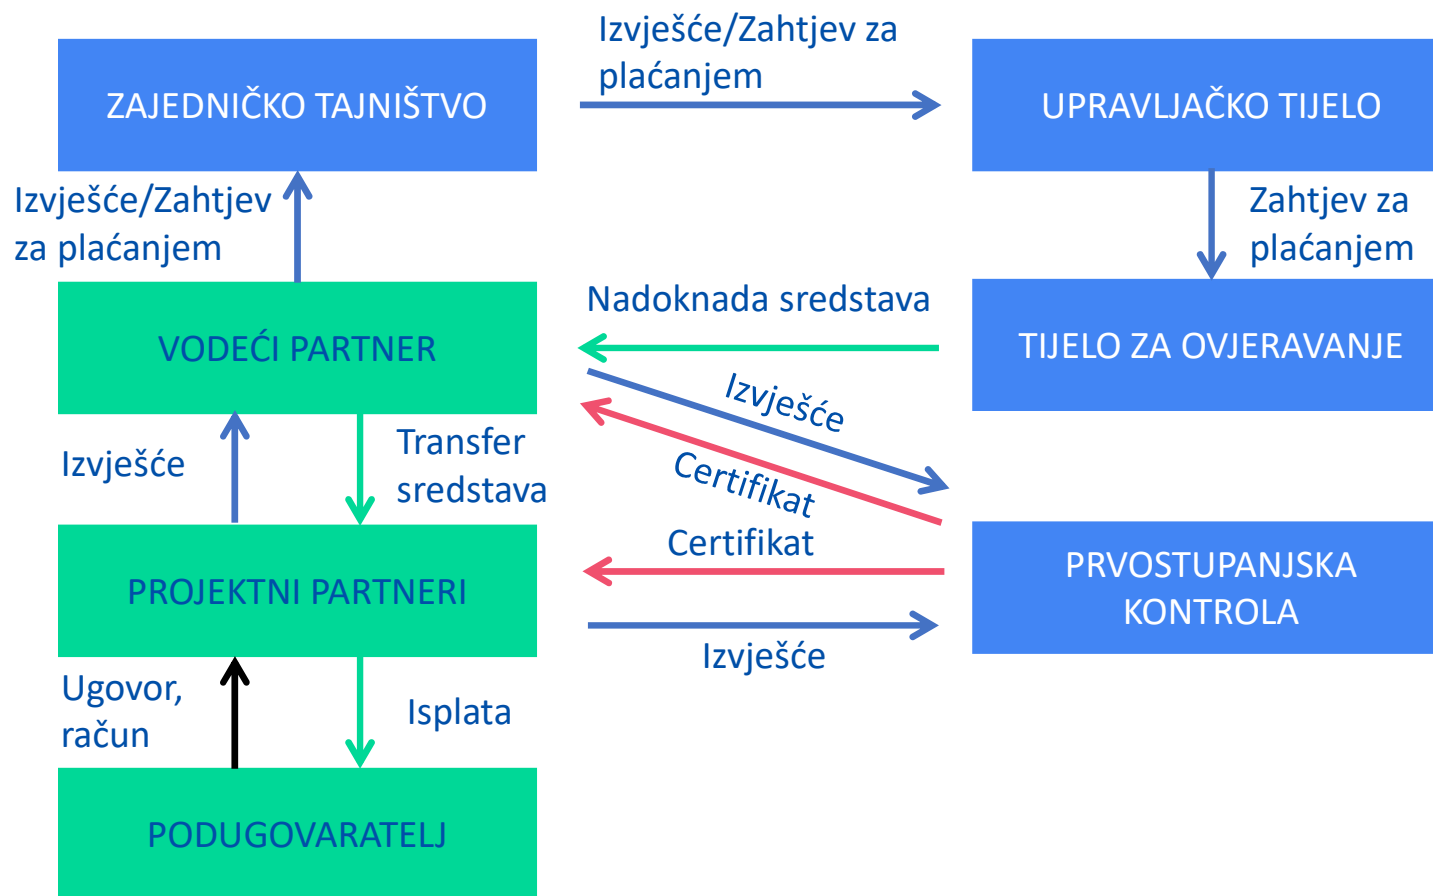 Izvješće/Zahtjev za
plaćanjem
ZAJEDNIČKO TAJNIŠTVO
UPRAVLJAČKO TIJELO
Izvješće/Zahtjev
za plaćanjem
Zahtjev za
plaćanjem
Nadoknada sredstava
VODEĆI PARTNER
TIJELO ZA OVJERAVANJE
Izvješće
Certifikat
Izvješće
Transfer
sredstava
Certifikat
PROJEKTNI PARTNERI
PRVOSTUPANJSKA
KONTROLA
Izvješće
Ugovor,
račun
Isplata
PODUGOVARATELJ